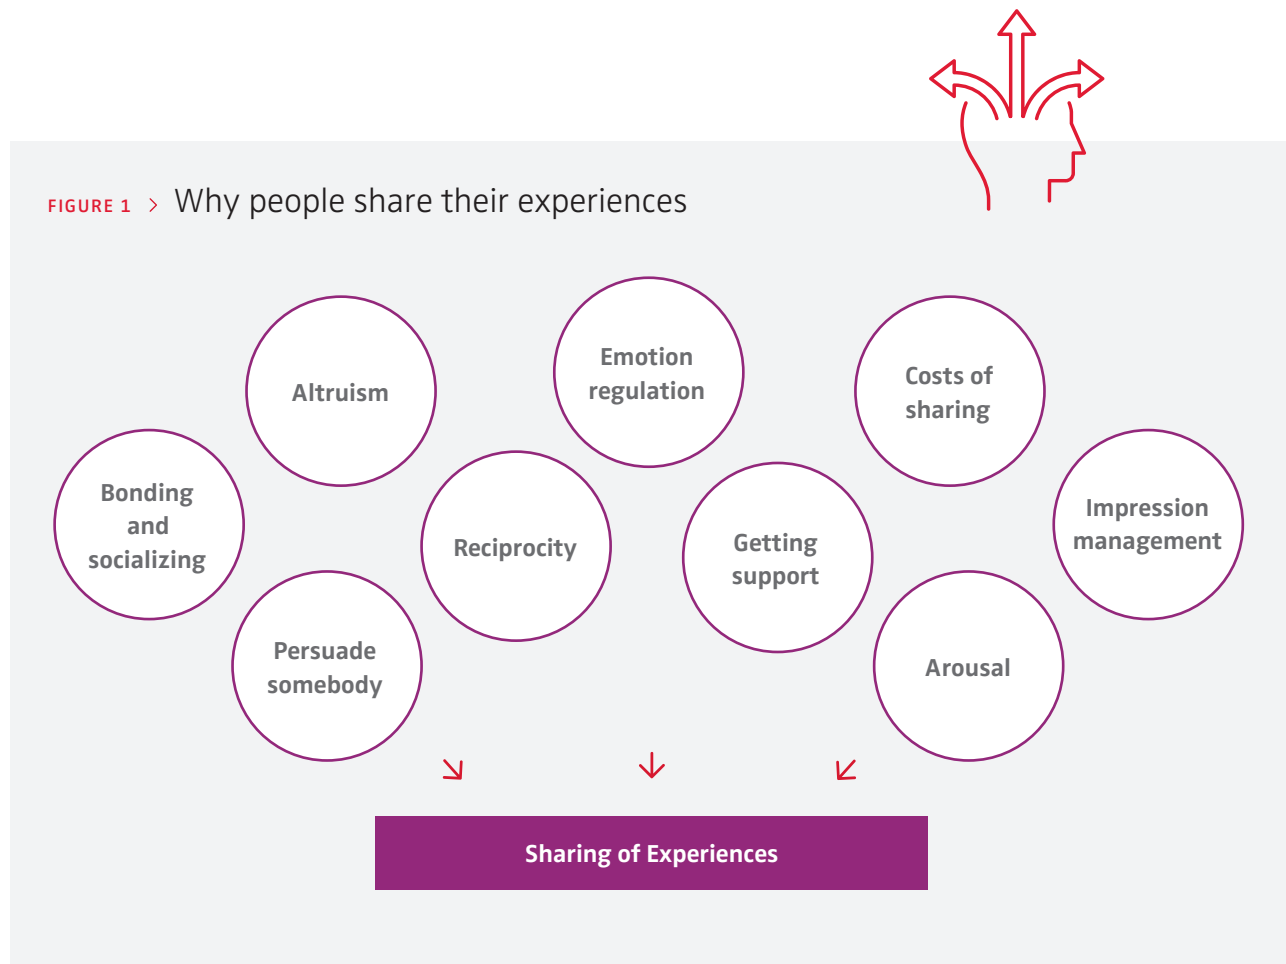 FIGURE 1 > Why people share their experiences
Emotion
regulation
Altruism
Costs of
sharing
Bonding
and
socializing
Reciprocity
Getting
support
Impression
management
Persuade
somebody
Arousal
Sharing of Experiences